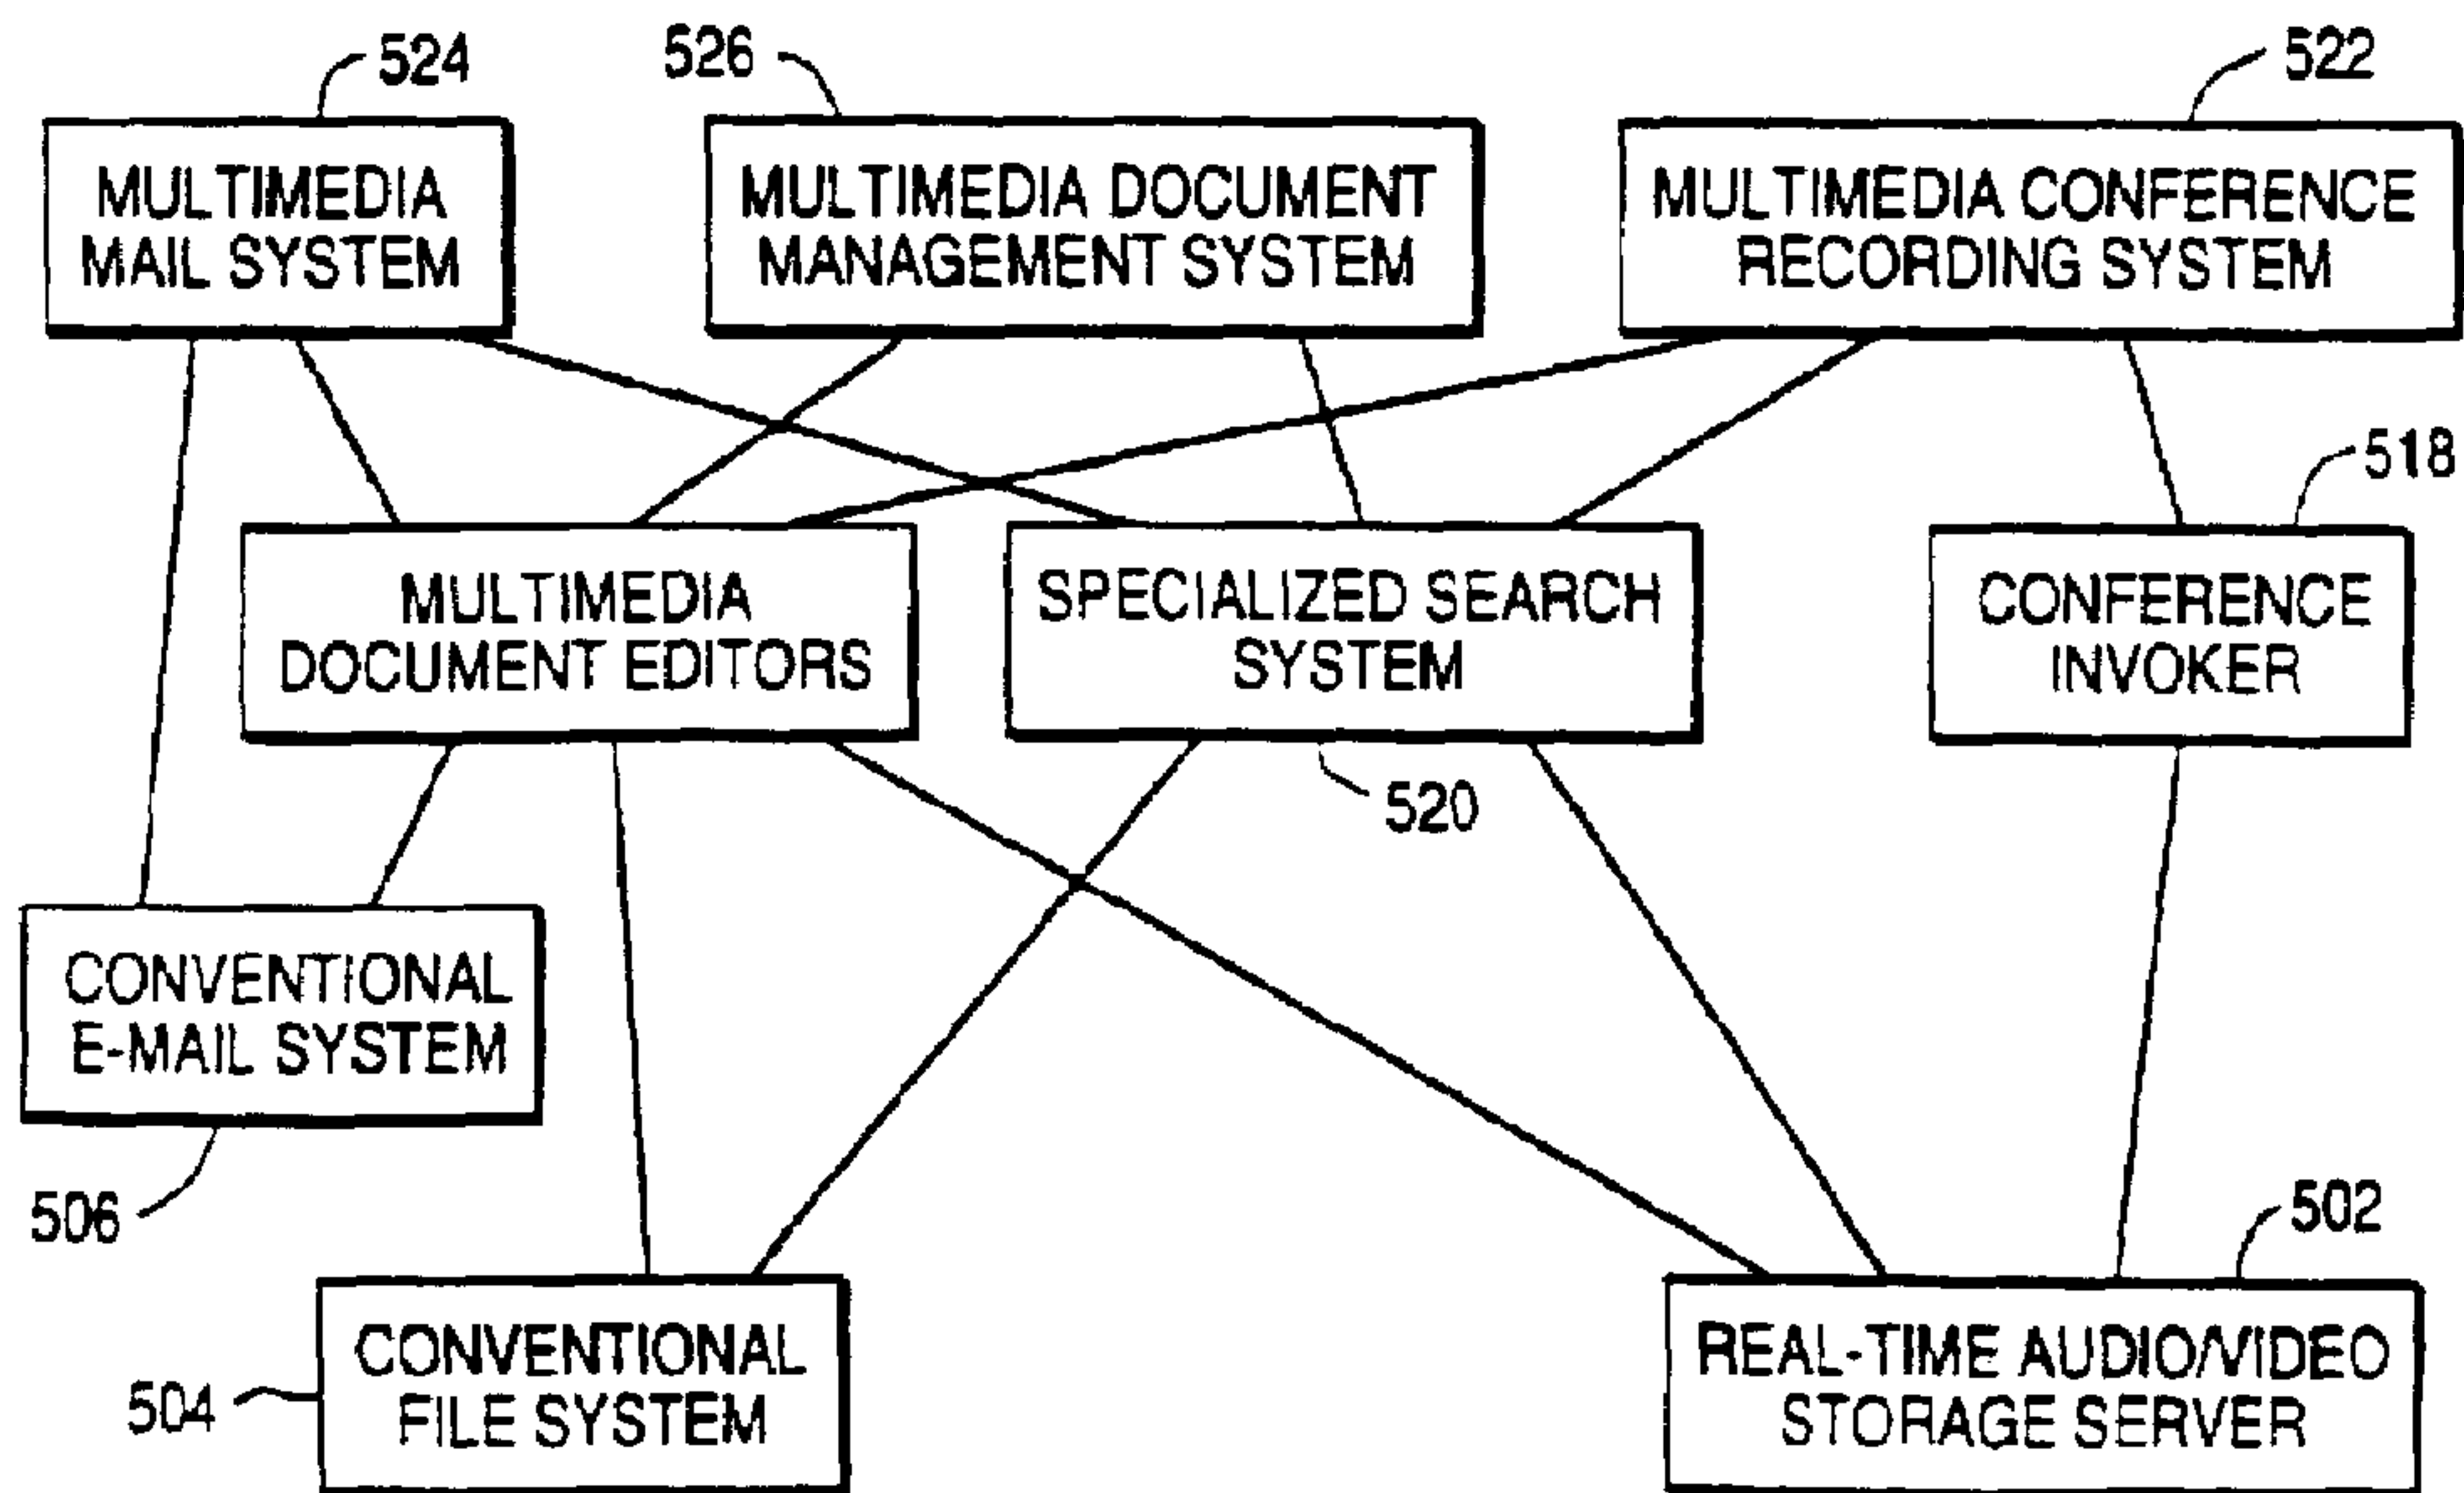 524
526
522
MULTIMEDIA
MAIL SYSTEM
MULTIMEDIA DOCUMENT
MANAGEMENT SYSTEM
MULTIMEDIA CONFERENCE
RECORDING SYSTEM
518
MULTIMEDIA
DOCUMENT EDITORS
SPECIALIZED SEARCH
SYSTEM
CONFERENCE
INVOKER
520
CONVENTIONAL
E-MAIL SYSTEM
506
502
CONVENTIONAL
FILE SYSTEM
504
REAL-TIME AUDIO/VIDEO
STORAGE SERVER